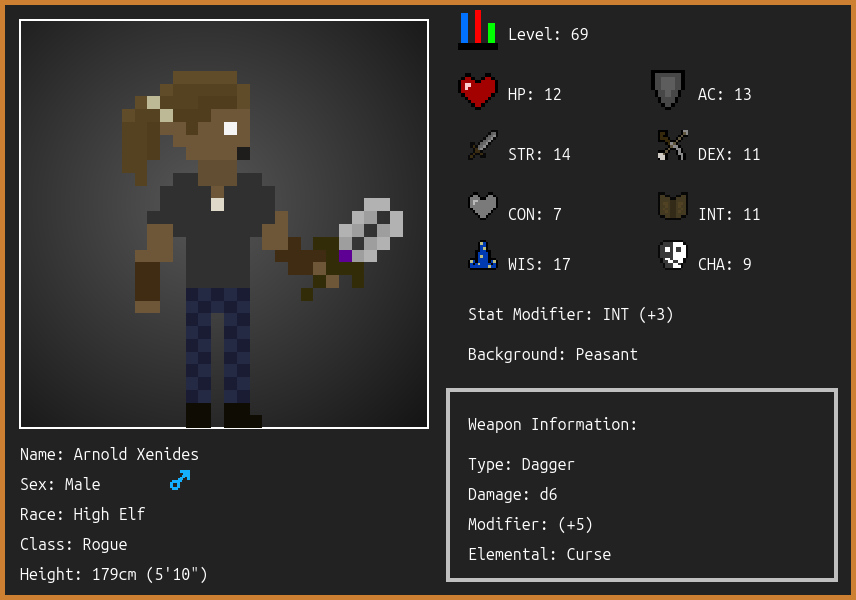 Level: 69
HP: 12
AC: 13
STR: 14
DEX: 11
CON: 7
INT: 11
WIS: 17
CHA: 9
Stat Modifier: INT (+3)
Background: Peasant
Weapon Information:
Type: Dagger
Damage: d6
Modifier: (+5)
Elemental: Curse
Name: Arnold Xenides
Sex: Male
Race: High Elf
Class: Rogue
Height: 179cm (5'10")